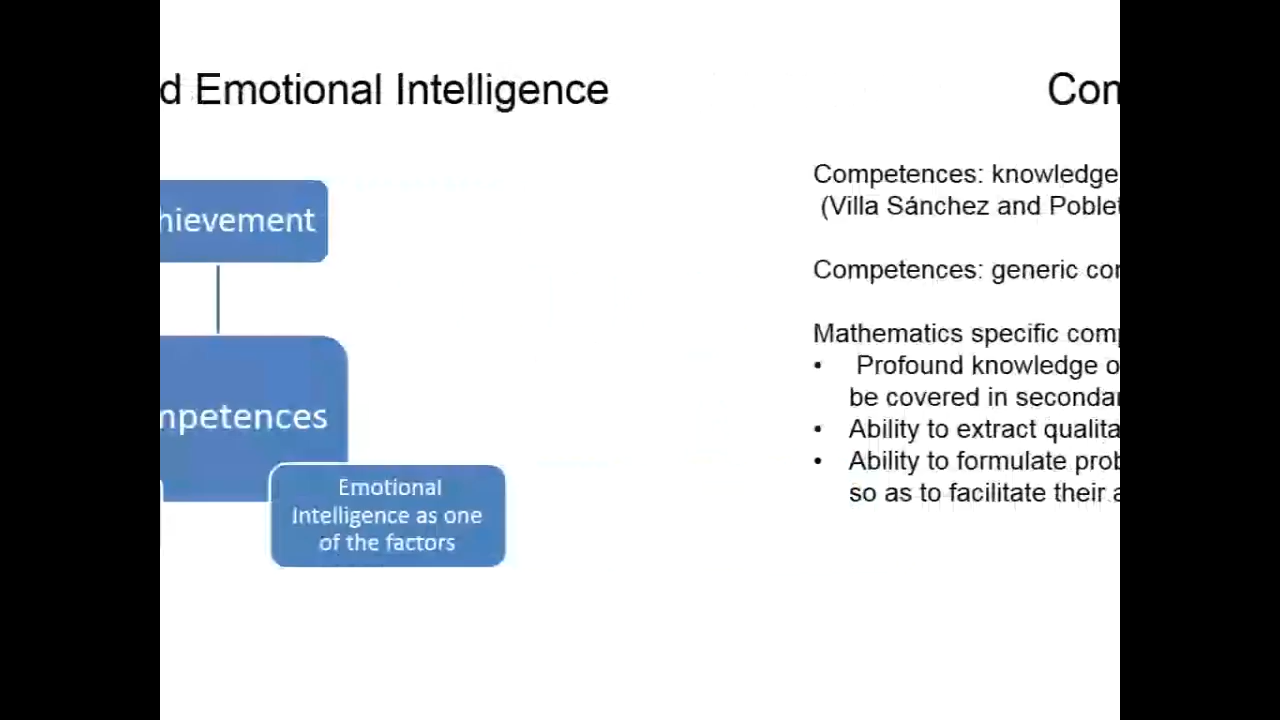 d Emotional Intelligence
hievement
mpetences
Emotional
Intelligence as one
of the factors
Con
Competences: knowledge
(Villa Sánchez and Poblet
Competences: generic con
Mathematics specific comp
• Profound knowledge o
be covered in secondar
• Ability to extract qualita
• Ability to formulate prob
so as to facilitate their a